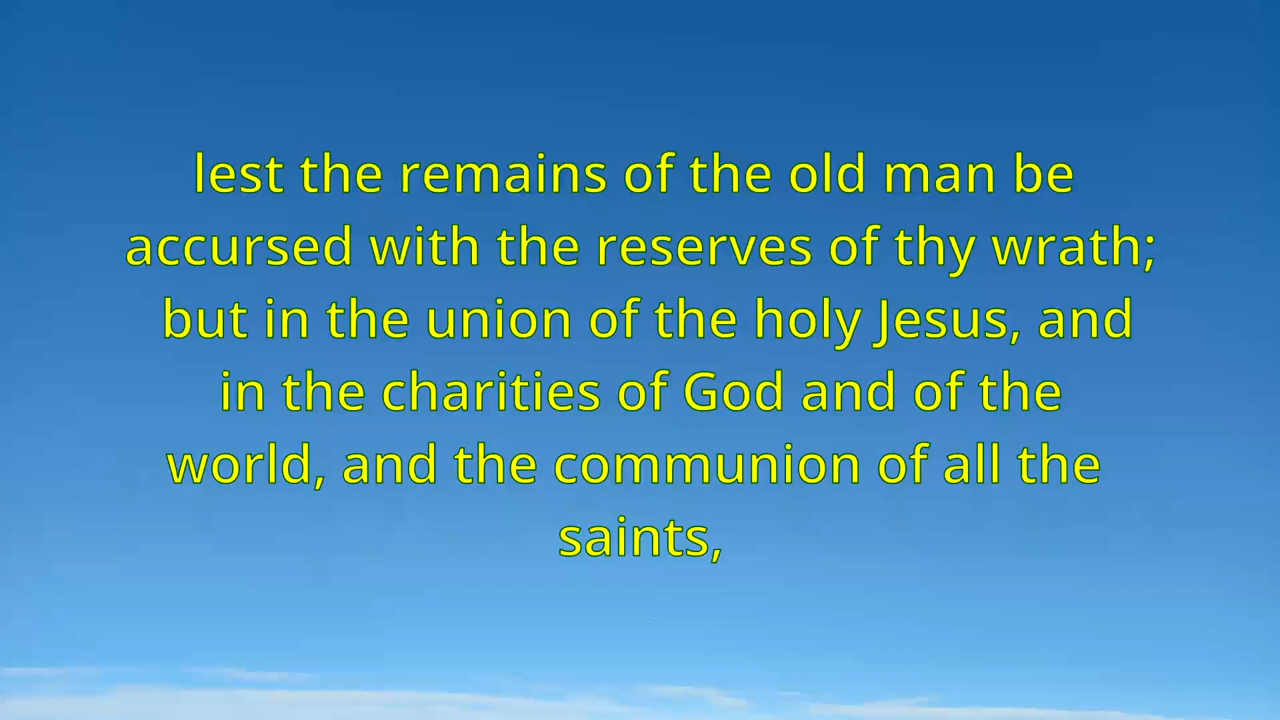 lest the remains of the old man be
accursed with the reserves of thy wrath;
but in the union of the holy Jesus, and
in the charities of God and of the
world, and the communion of all the
saints,